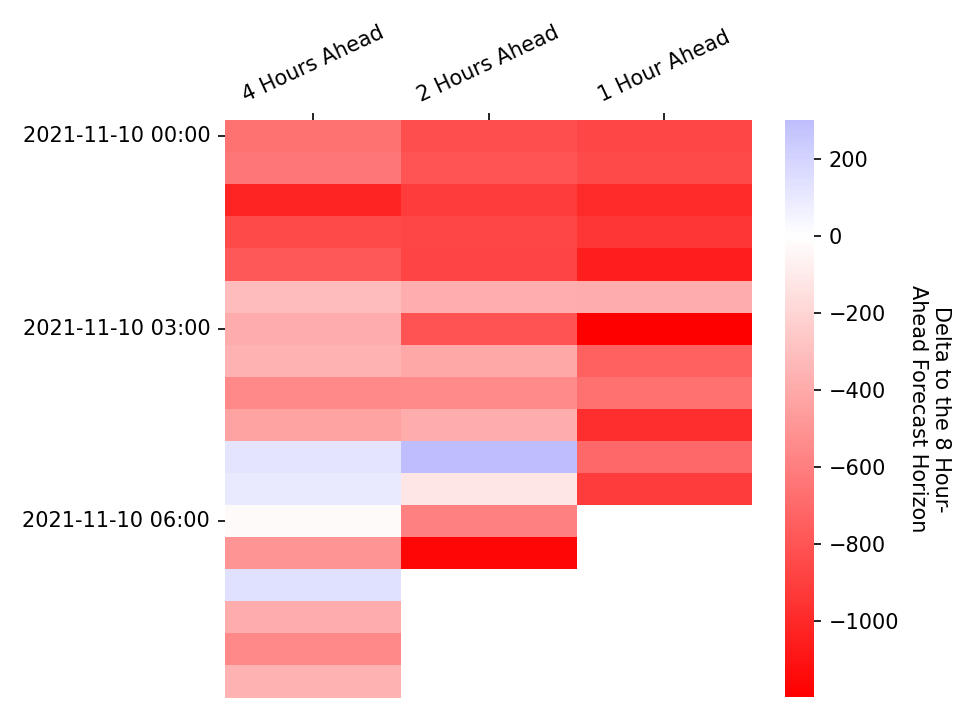 4 Hours Ahead
2 Hours Ahead
1 Hour Ahead
2021-11-10 00:00
2021-11-10 03:00
2021-11-10 06:00
200
0
−200
−400
−600
−800
−1000
Delta to the 8 Hour-
Ahead Forecast Horizon